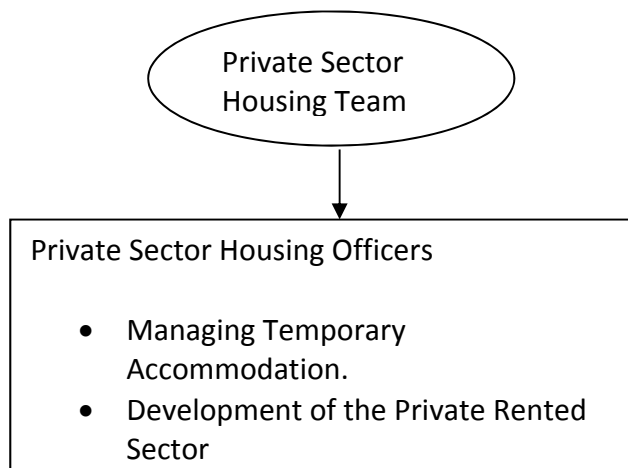 Private Sector
Housing Team
Private Sector Housing Officers
• Managing Temporary
Accommodation.
• Development of the Private Rented
Sector